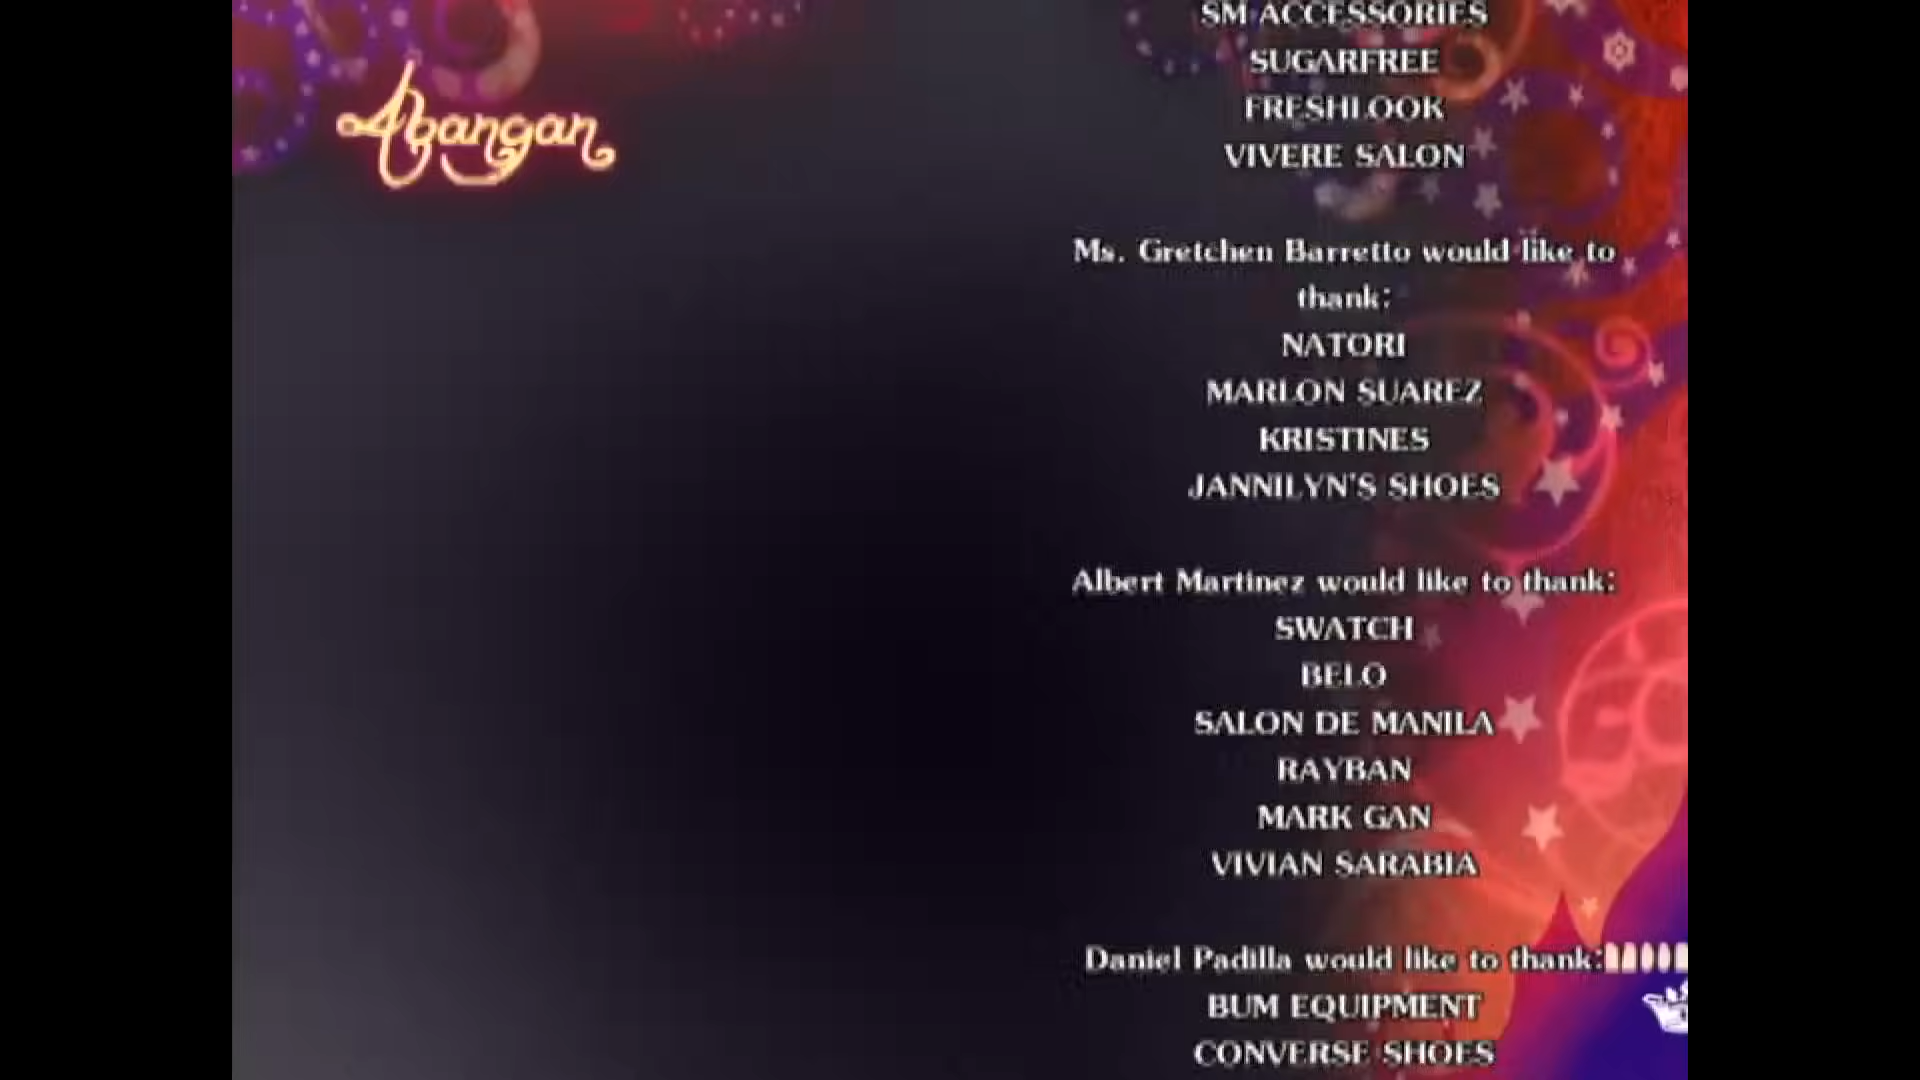 Abangan
SM ACCESSORIES
SUGARFREE
FRESHLOOK
VIVERE SALON
Ms. Gretchen Barretto would like to
thank:
NATORI
MARLON SUAREZ
KRISTINES
JANNILYN'S SHOES
Albert Martinez would like to thank:
SWATCH
BELO
SALON DE MANILA
RAYBAN
MARK GAN
VIVIAN SARABIA
Daniel Padilla would like to thank:
BUM EQUIPMENT
CONVERSE SHOES